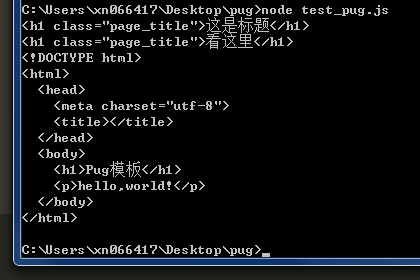 C:\Users\xn066417\Desktop\pug>node test_pug.js
<h1 class="page_title">这是标题</h1>
<h1 class="page_title">看这里</h1>
<!DOCTYPE html>
<html>
  <head>
    <meta charset="utf-8">
    <title></title>
  </head>
  <body>
    <h1>Pug模板</h1>
    <p>hello,world!</p>
  </body>
</html>
C:\Users\xn066417\Desktop\pug>_